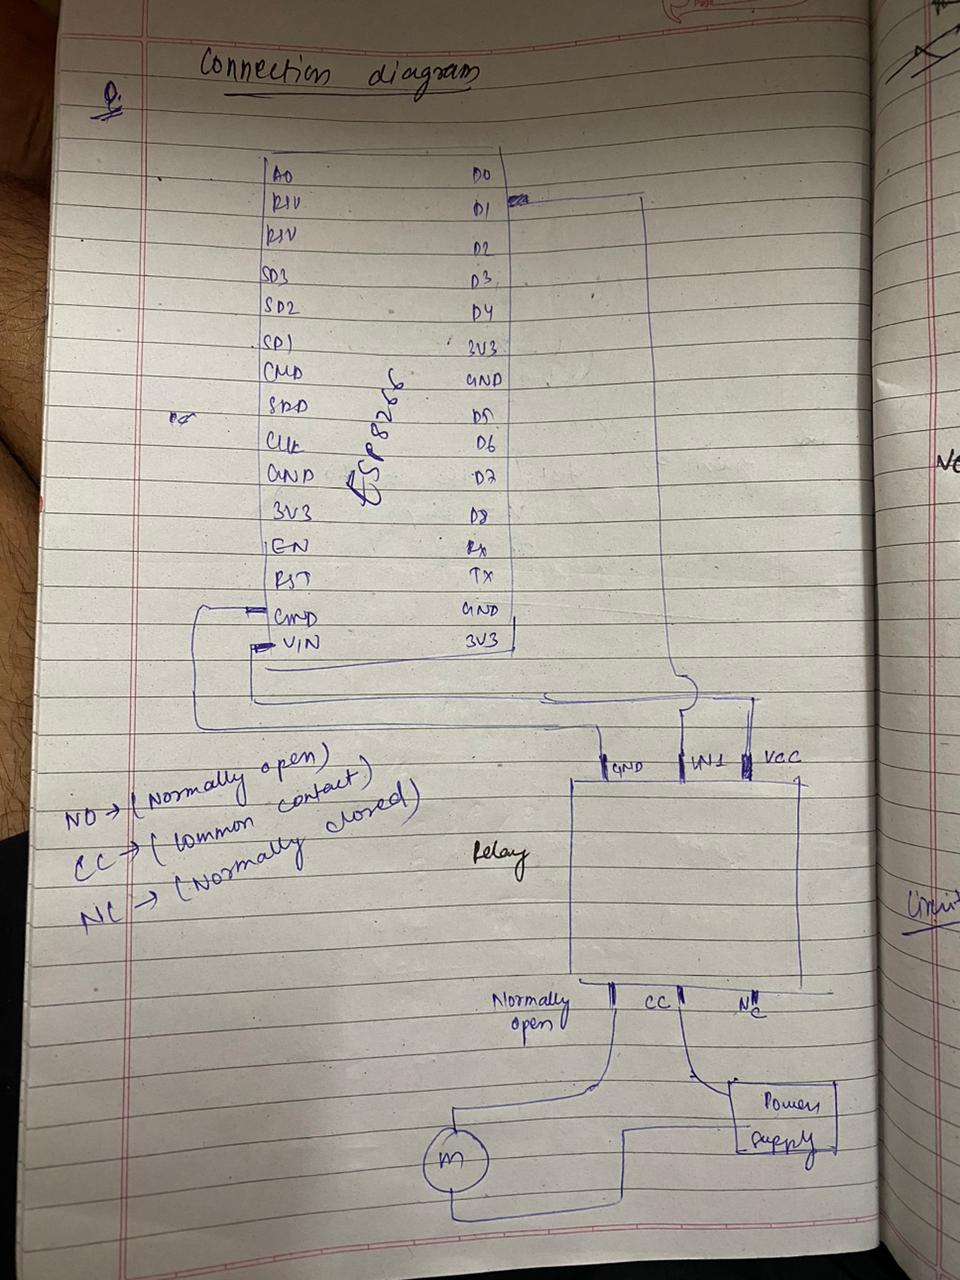 Page
Connection diagram
Q.
A0 D0
RSV D1
RSV D2
SD3 D3
SD2 D4
SD1 3V3
CMD GND
SDD D5
CLK D6
GND D7
3V3 D8
EN RX
RST TX
GND GND
VIN 3V3
ESP8266
GND IN1 VCC
NO → (Normally open)
CC → (Common contact)
NC → (Normally closed)
Relay
Normally
open
CC
NC
Power
supply
M
NC
Circuit